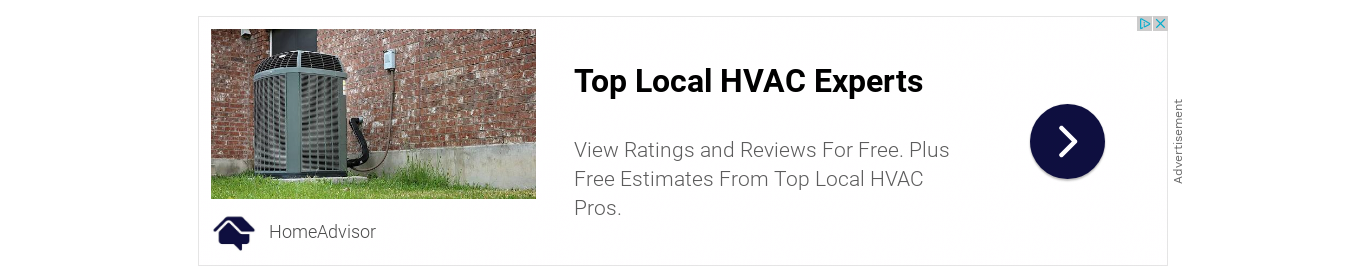 Top Local HVAC Experts
View Ratings and Reviews For Free. Plus
Free Estimates From Top Local HVAC
Pros.
HomeAdvisor
Advertisement